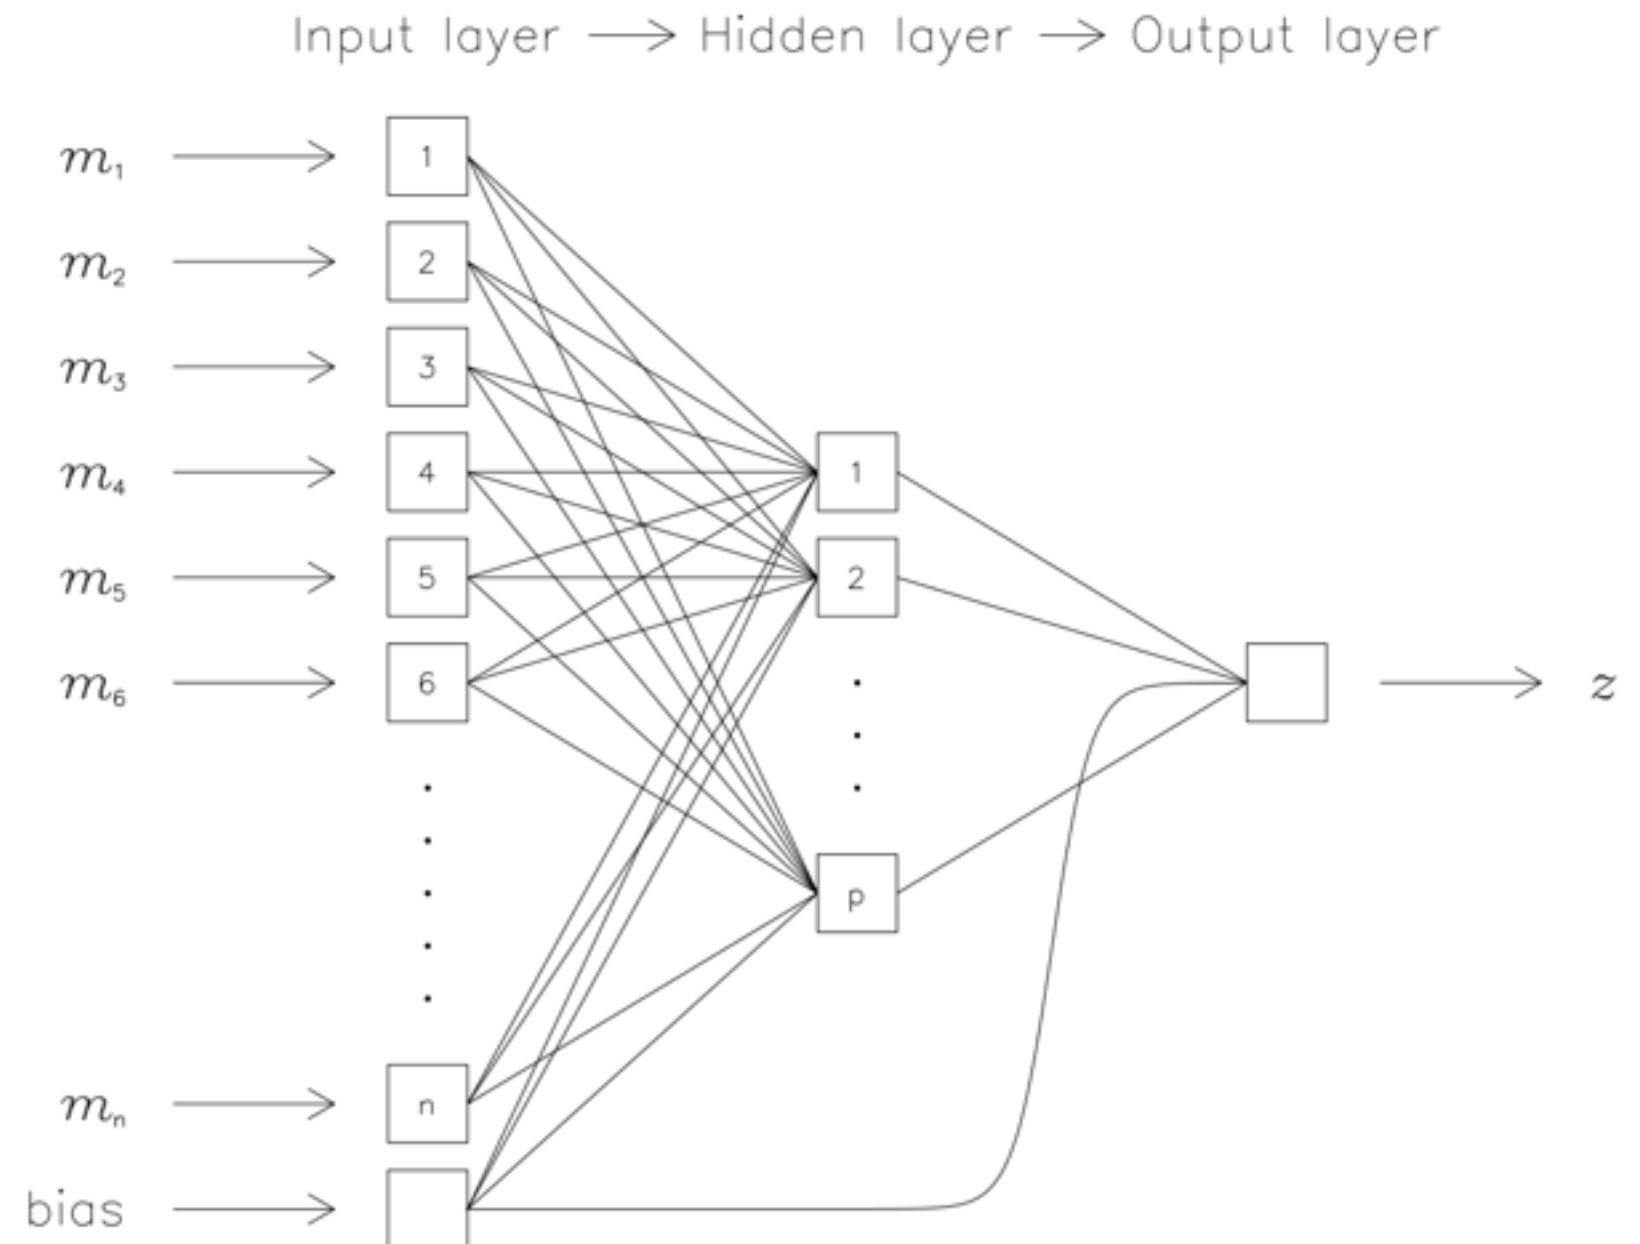 Input layer → Hidden layer → Output layer
m₁ → 1
m₂ → 2
m₃ → 3
m₄ → 4 1
m₅ → 5 2
m₆ → 6 → z
p
mₙ → n
bias →